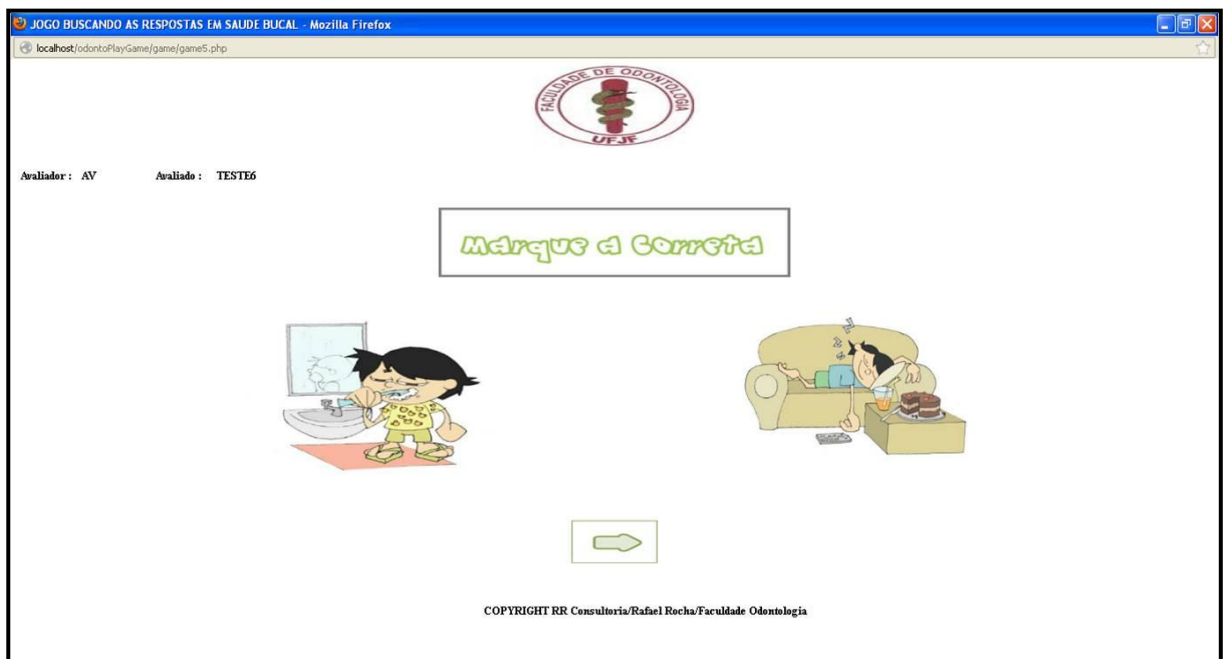 JOGO BUSCANDO AS RESPOSTAS EM SAUDE BUCAL - Mozilla Firefox
localhost/odontoPlayGame/game/game5.php
FACULDADE DE ODONTOLOGIA
UFJF
Avaliador : AV Avaliado : TESTE6
Marque a Correta
COPYRIGHT RR Consultoria/Rafael Rocha/Faculdade Odontologia